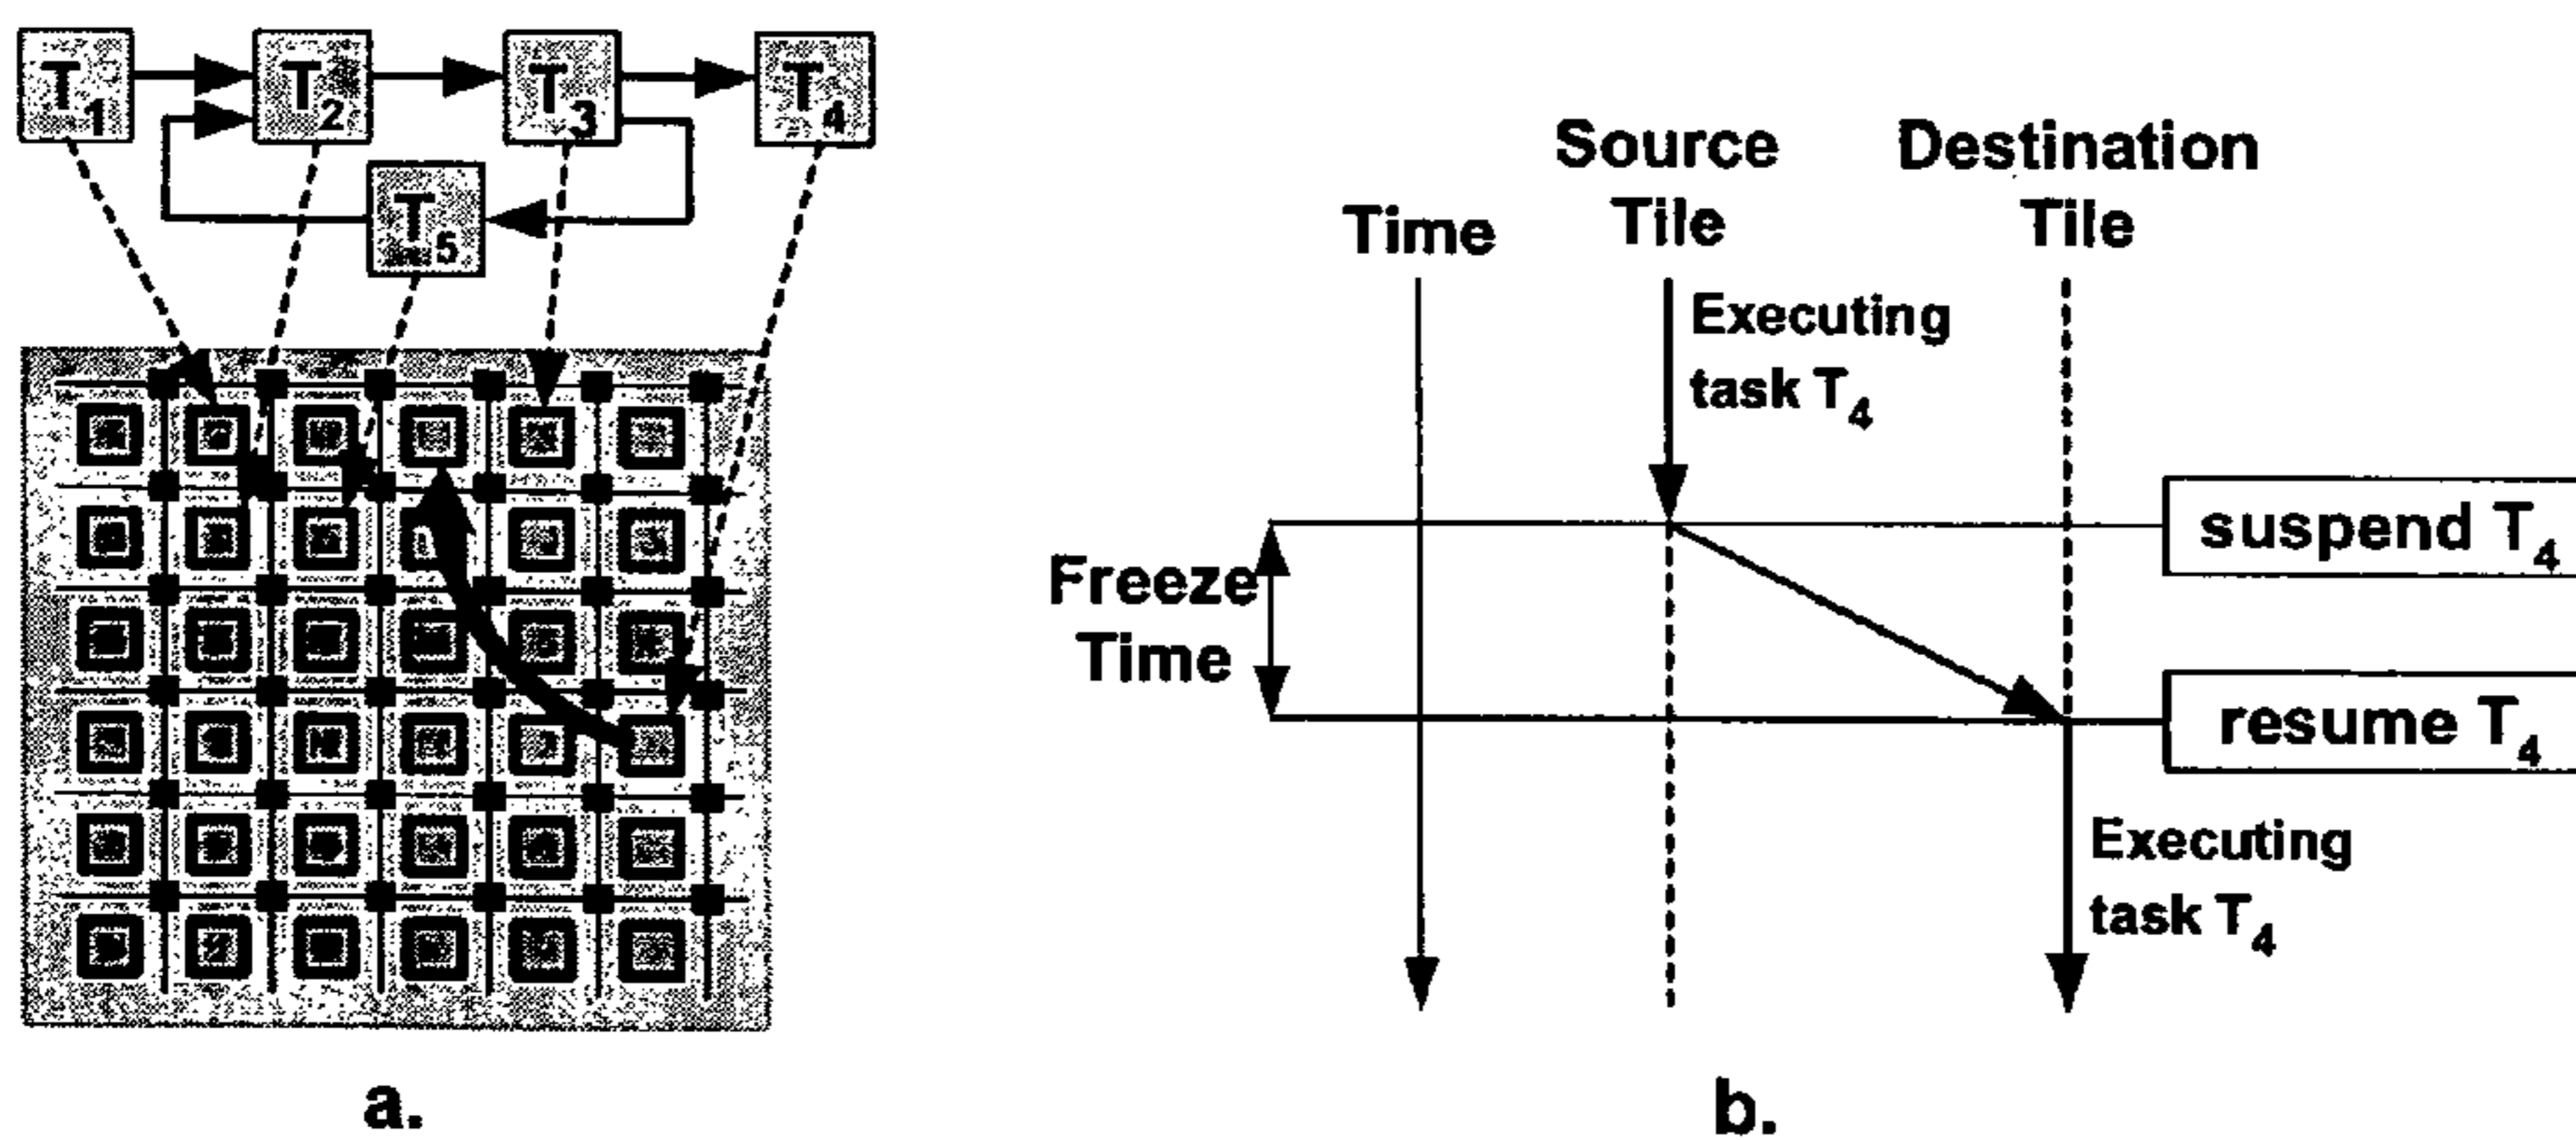 T1 T2 T3 T4
T5
a.
Time
Source
Tile
Destination
Tile
Executing
task T4
Freeze
Time
suspend T4
resume T4
Executing
task T4
b.